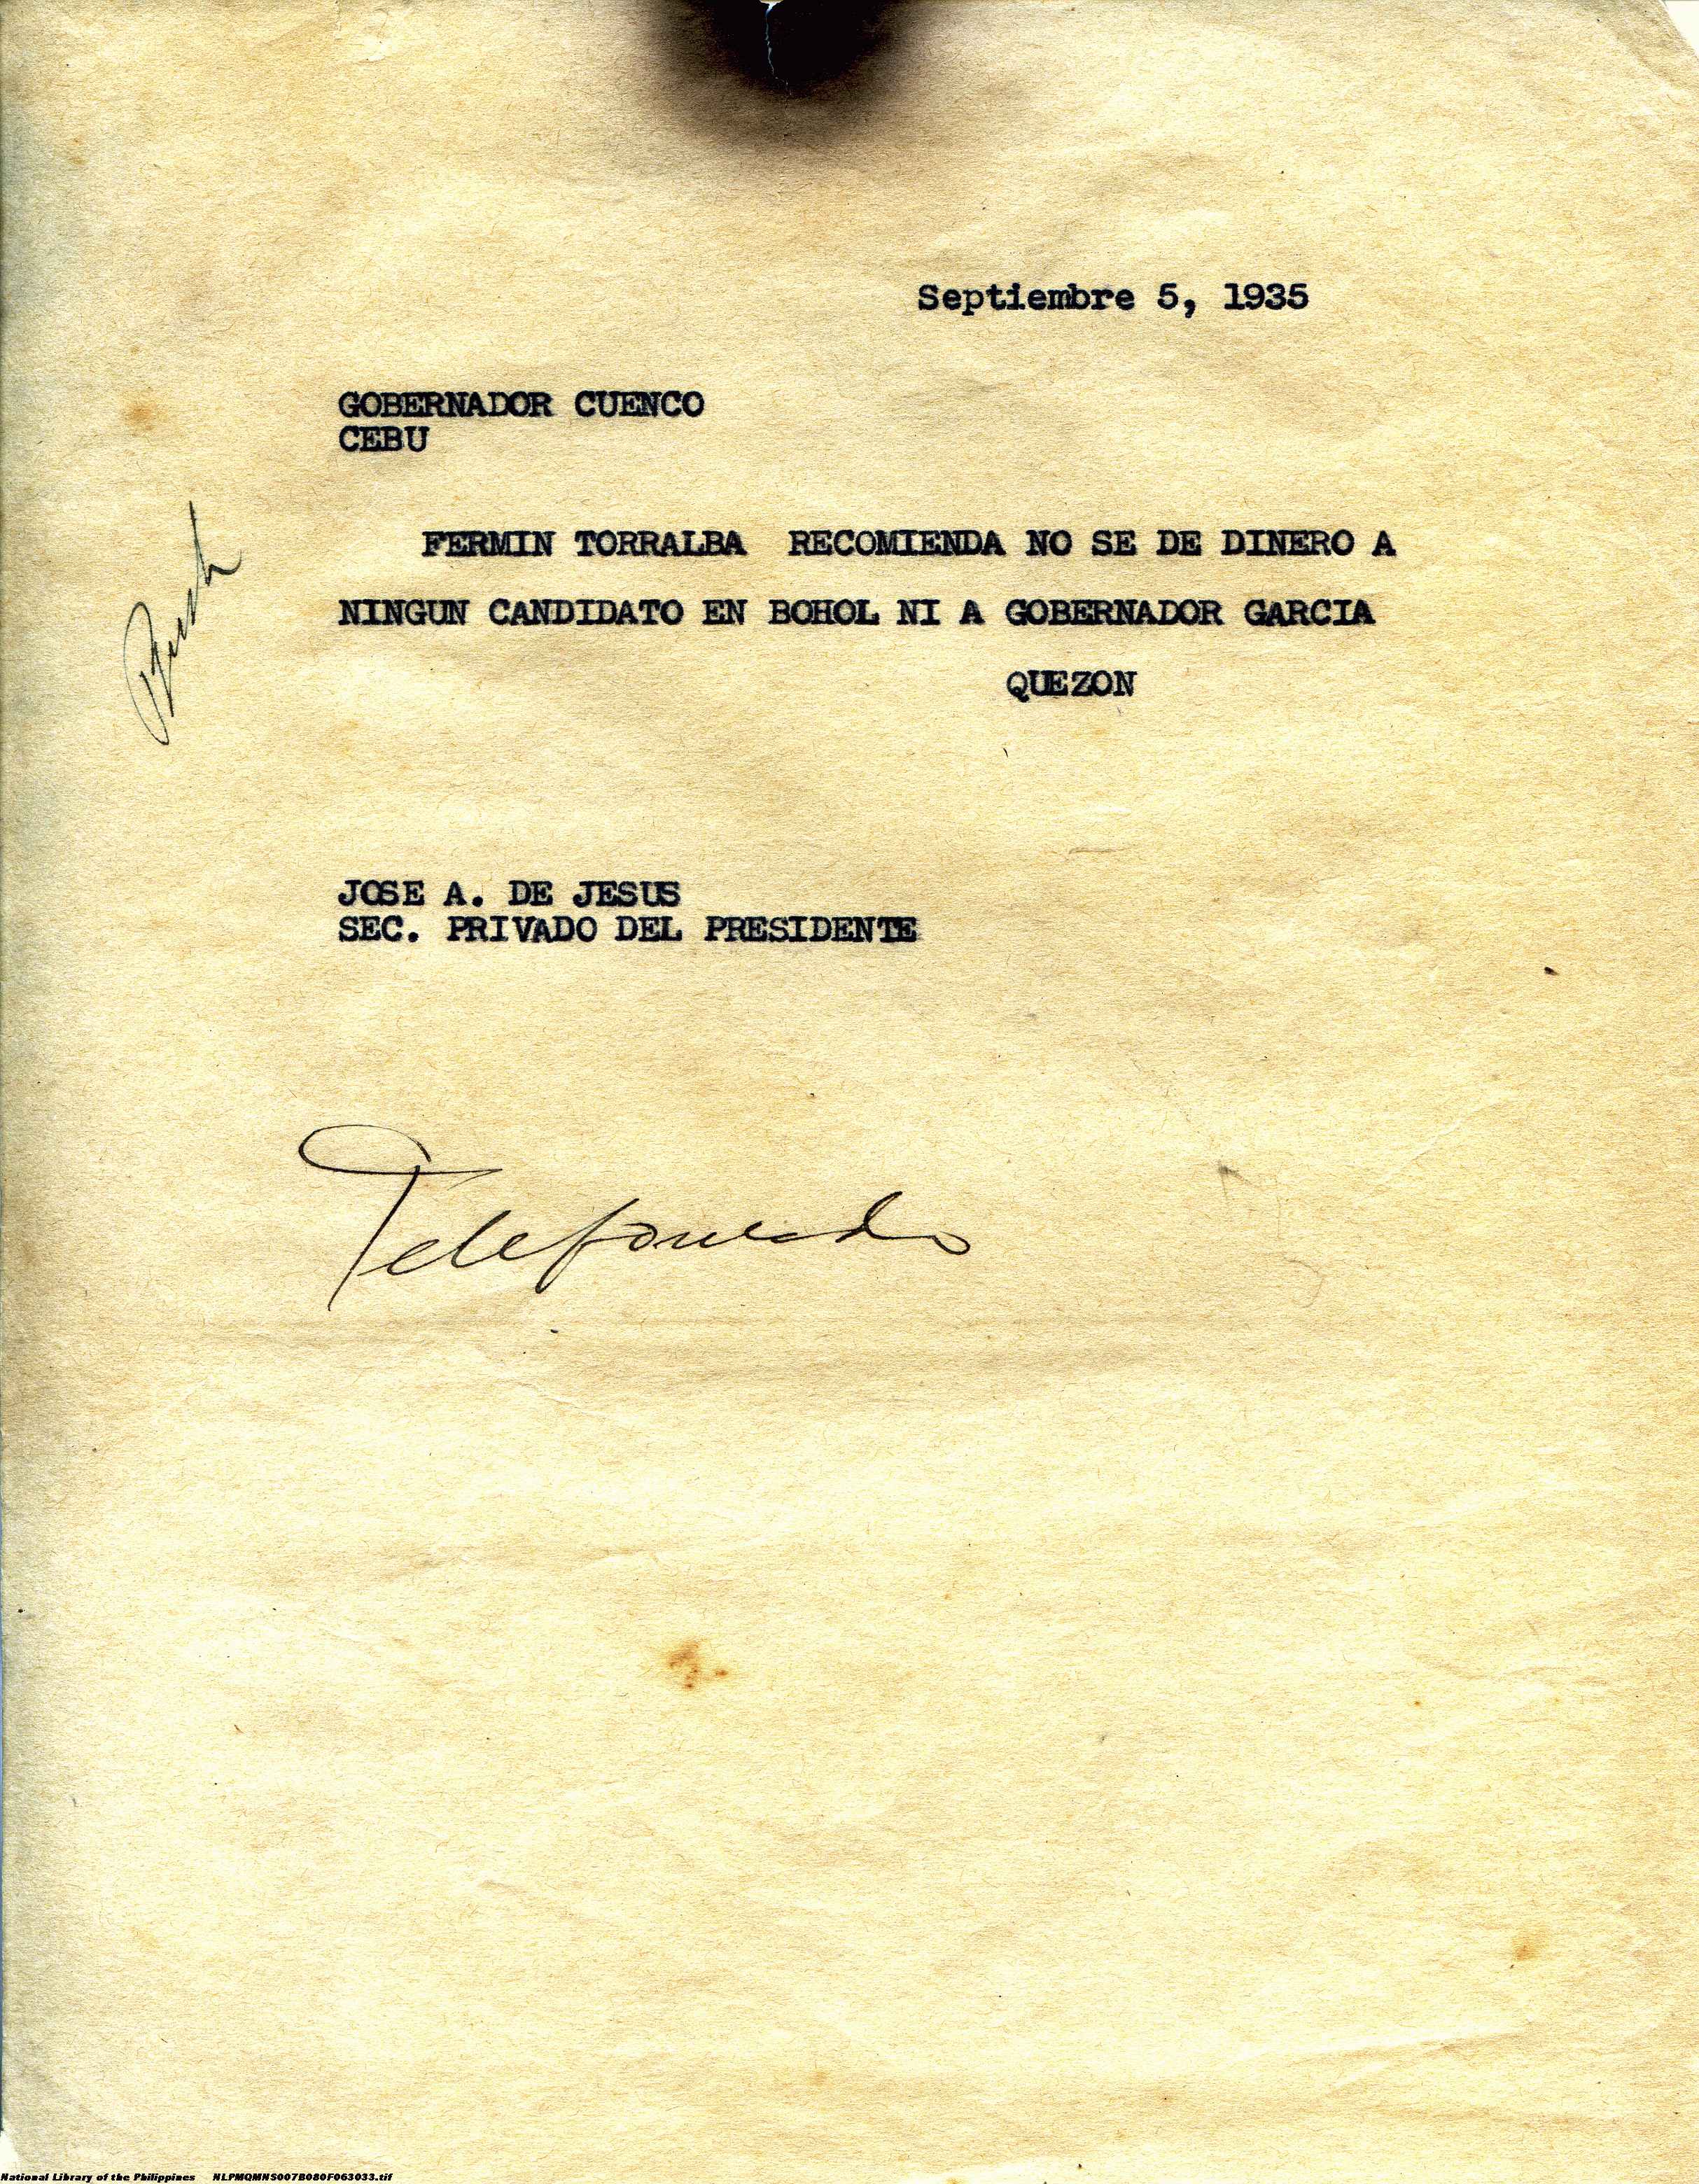 Septiembre 5, 1935
GOBERNADOR CUENCO
CEBU
FERMIN TORRALBA RECOMIENDA NO SE DE DINERO A
NINGUN CANDIDATO EN BOHOL NI A GOBERNADOR GARCIA
QUEZON
JOSE A. DE JESUS
SEC. PRIVADO DEL PRESIDENTE
Telefoneado
National Library of the Philippines NLPMQMNS007B080F063033.tif